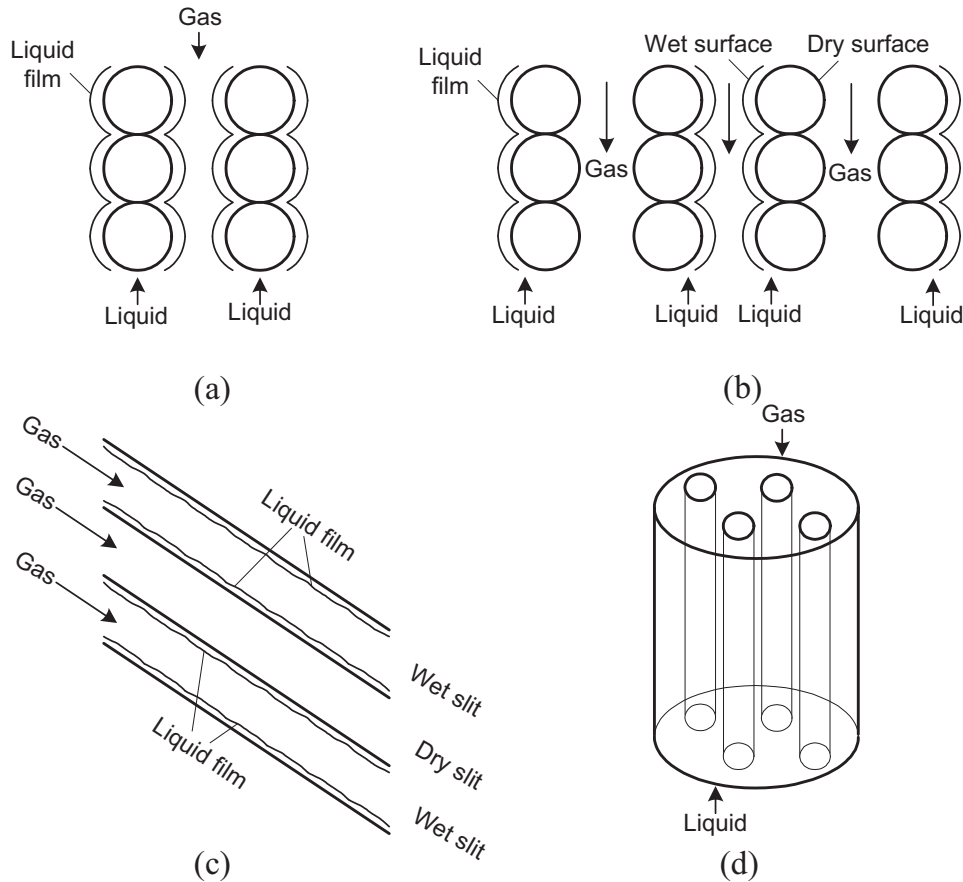 Gas
Liquid
film
Liquid
Liquid
(a)
Wet surface
Dry surface
Liquid
film
Gas
Gas
Liquid
Liquid
Liquid
Liquid
(b)
Gas
Gas
Gas
Liquid film
Liquid film
Wet slit
Dry slit
Wet slit
(c)
Gas
Liquid
(d)